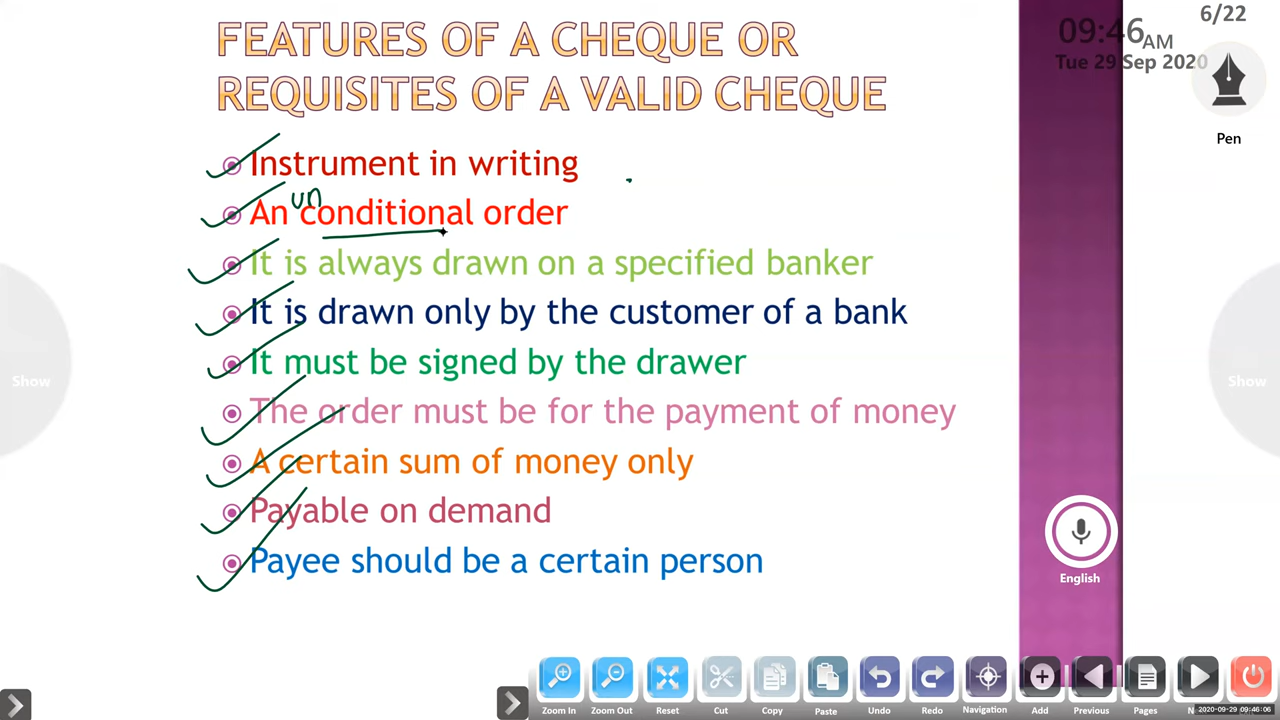 FEATURES OF A CHEQUE OR
REQUISITES OF A VALID CHEQUE
Instrument in writing
un
An conditional order
It is always drawn on a specified banker
It is drawn only by the customer of a bank
It must be signed by the drawer
The order must be for the payment of money
A certain sum of money only
Payable on demand
Payee should be a certain person
09:46 AM
Tue 29 Sep 2020
6/22
Pen
Show
Show
English
Zoom In
Zoom Out
Reset
Cut
Copy
Paste
Undo
Redo
Navigation
Add
Previous
Pages
2020-09-29 09:46:06